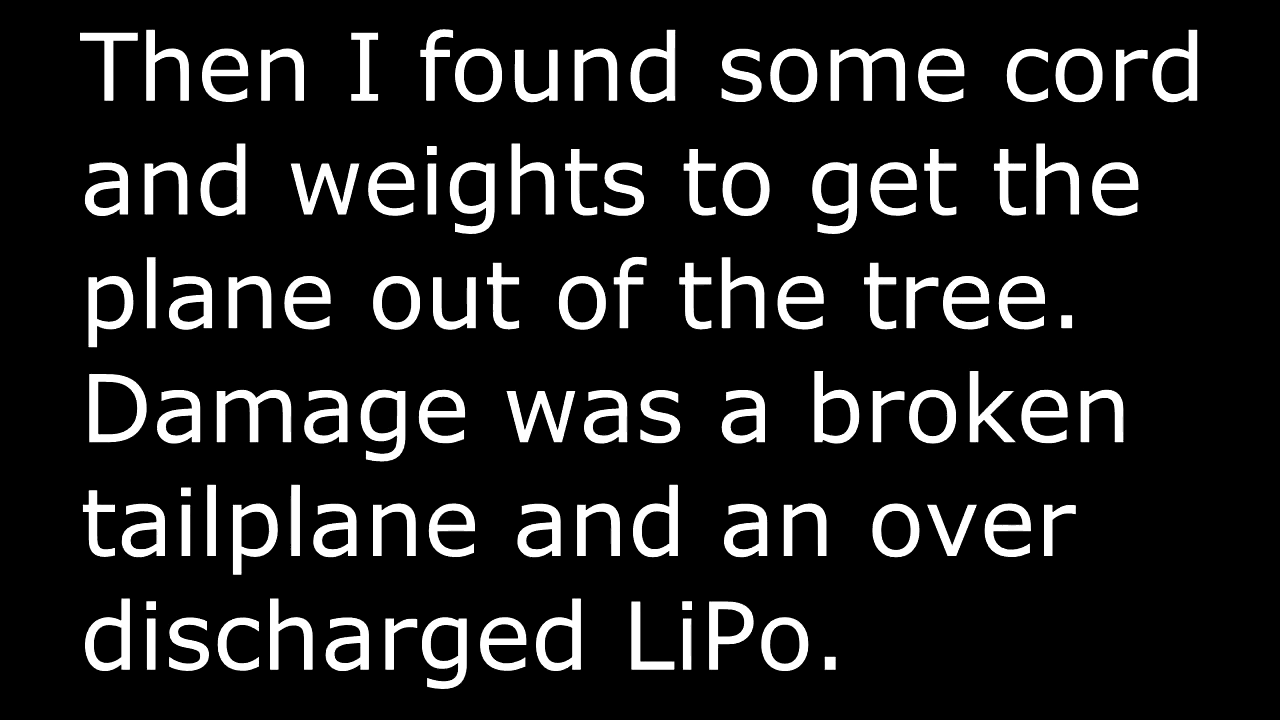 Then I found some cord
and weights to get the
plane out of the tree.
Damage was a broken
tailplane and an over
discharged LiPo.